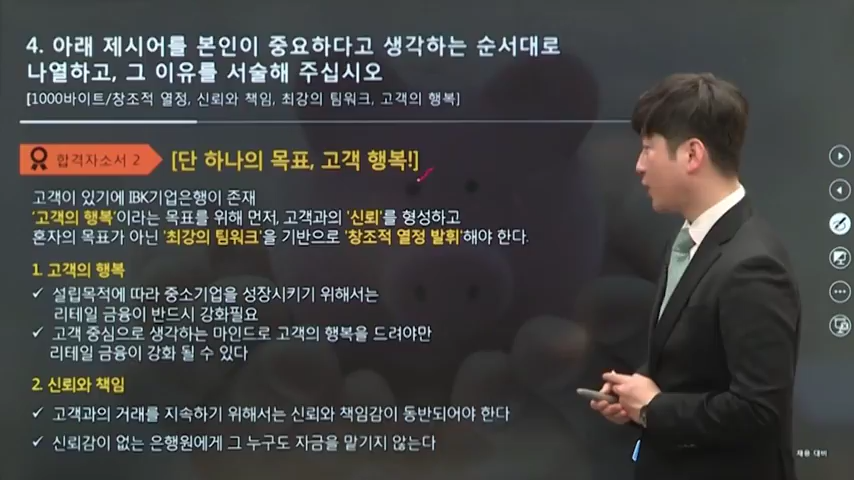 4. 아래 제시어를 본인이 중요하다고 생각하는 순서대로
나열하고, 그 이유를 서술해 주십시오
[1000바이트/창조적 열정, 신뢰와 책임, 최강의 팀워크, 고객의 행복]
합격자소서 2
[단 하나의 목표, 고객 행복!]
고객이 있기에 IBK기업은행이 존재
'고객의 행복'이라는 목표를 위해 먼저, 고객과의 '신뢰'를 형성하고
혼자의 목표가 아닌 '최강의 팀워크'을 기반으로 '창조적 열정 발휘'해야 한다.
1. 고객의 행복
✓ 설립목적에 따라 중소기업을 성장시키기 위해서는
리테일 금융이 반드시 강화필요
✓ 고객 중심으로 생각하는 마인드로 고객의 행복을 드려야만
리테일 금융이 강화 될 수 있다
2. 신뢰와 책임
✓ 고객과의 거래를 지속하기 위해서는 신뢰와 책임감이 동반되어야 한다
✓ 신뢰감이 없는 은행원에게 그 누구도 자금을 맡기지 않는다
채용 대비